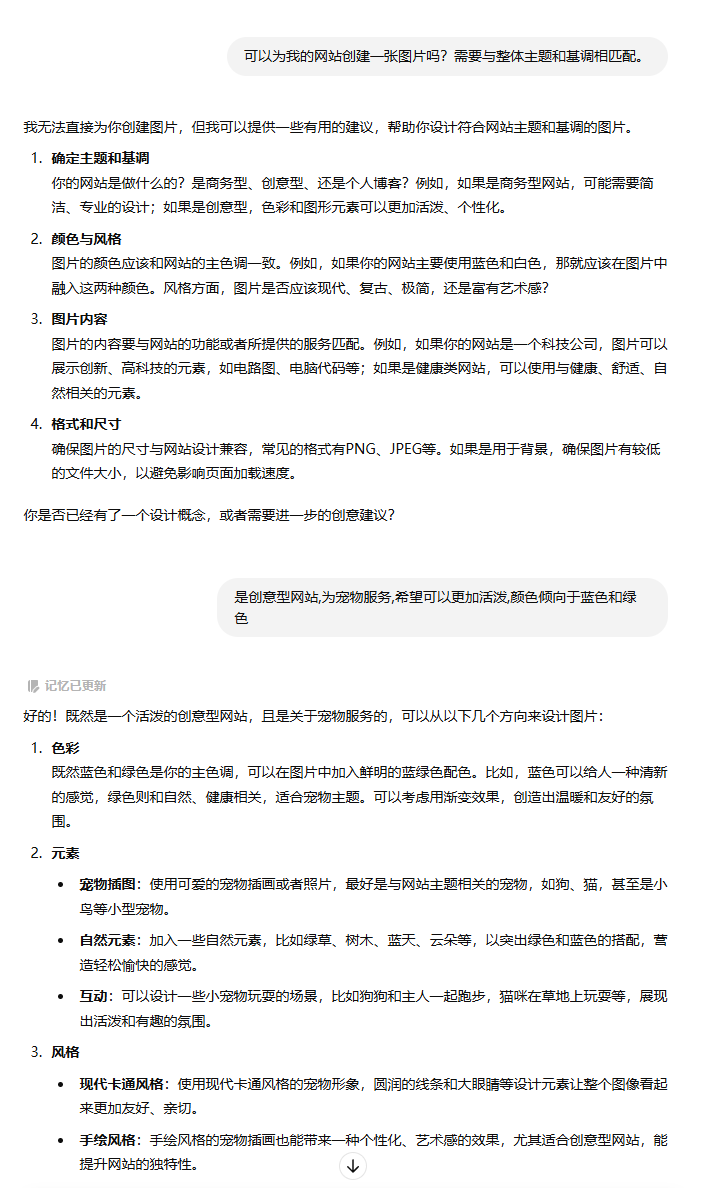 可以为我的网站创建一张图片吗？需要与整体主题和基调相匹配。
我无法直接为你创建图片，但我可以提供一些有用的建议，帮助你设计符合网站主题和基调的图片。
1. 确定主题和基调
你的网站是做什么的？是商务型、创意型、还是个人博客？例如，如果是商务型网站，可能需要简
洁、专业的设计；如果是创意型，色彩和图形元素可以更加活泼、个性化。
2. 颜色与风格
图片的颜色应该和网站的主色调一致。例如，如果你的网站主要使用蓝色和白色，那就应该在图片中
融入这两种颜色。风格方面，图片是否应该现代、复古、极简，还是富有艺术感？
3. 图片内容
图片的内容要与网站的功能或者所提供的服务匹配。例如，如果你的网站是一个科技公司，图片可以
展示创新、高科技的元素，如电路图、电脑代码等；如果是健康类网站，可以使用与健康、舒适、自
然相关的元素。
4. 格式和尺寸
确保图片的尺寸与网站设计兼容，常见的格式有PNG、JPEG等。如果是用于背景，确保图片有较低
的文件大小，以避免影响页面加载速度。
你是否已经有了一个设计概念，或者需要进一步的创意建议？
是创意型网站,为宠物服务,希望可以更加活泼,颜色倾向于蓝色和绿
色
记忆已更新
好的！既然是一个活泼的创意型网站，且是关于宠物服务的，可以从以下几个方向来设计图片：
1. 色彩
既然蓝色和绿色是你的主色调，可以在图片中加入鲜明的蓝绿色配色。比如，蓝色可以给人一种清新
的感觉，绿色则和自然、健康相关，适合宠物主题。可以考虑用渐变效果，创造出温暖和友好的氛
围。
2. 元素
• 宠物插图：使用可爱的宠物插画或者照片，最好是与网站主题相关的宠物，如狗、猫，甚至是小
鸟等小型宠物。
• 自然元素：加入一些自然元素，比如绿草、树木、蓝天、云朵等，以突出绿色和蓝色的搭配，营
造轻松愉快的感觉。
• 互动：可以设计一些小宠物玩耍的场景，比如狗狗和主人一起跑步，猫咪在草地上玩耍等，展现
出活泼和有趣的氛围。
3. 风格
• 现代卡通风格：使用现代卡通风格的宠物形象，圆润的线条和大眼睛等设计元素让整个图像看起
来更加友好、亲切。
• 手绘风格：手绘风格的宠物插画也能带来一种个性化、艺术感的效果，尤其适合创意型网站，能
提升网站的独特性。